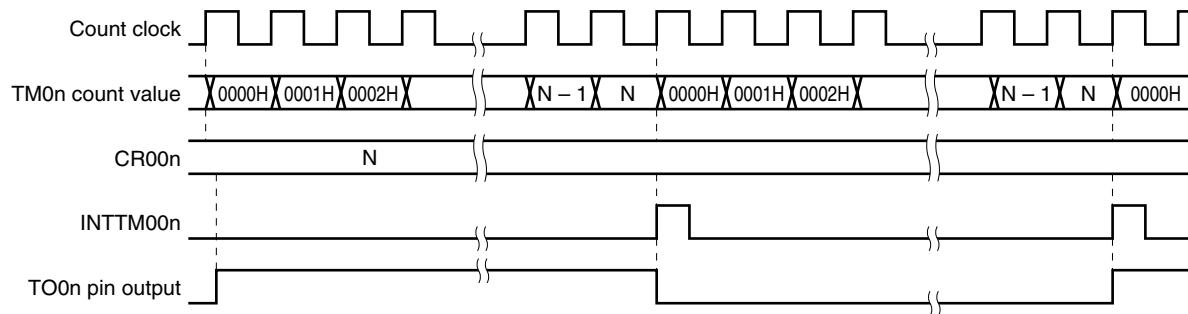 Count clock
TM0n count value 0000H 0001H 0002H N – 1 N 0000H 0001H 0002H N – 1 N 0000H
CR00n N
INTTM00n
TO0n pin output